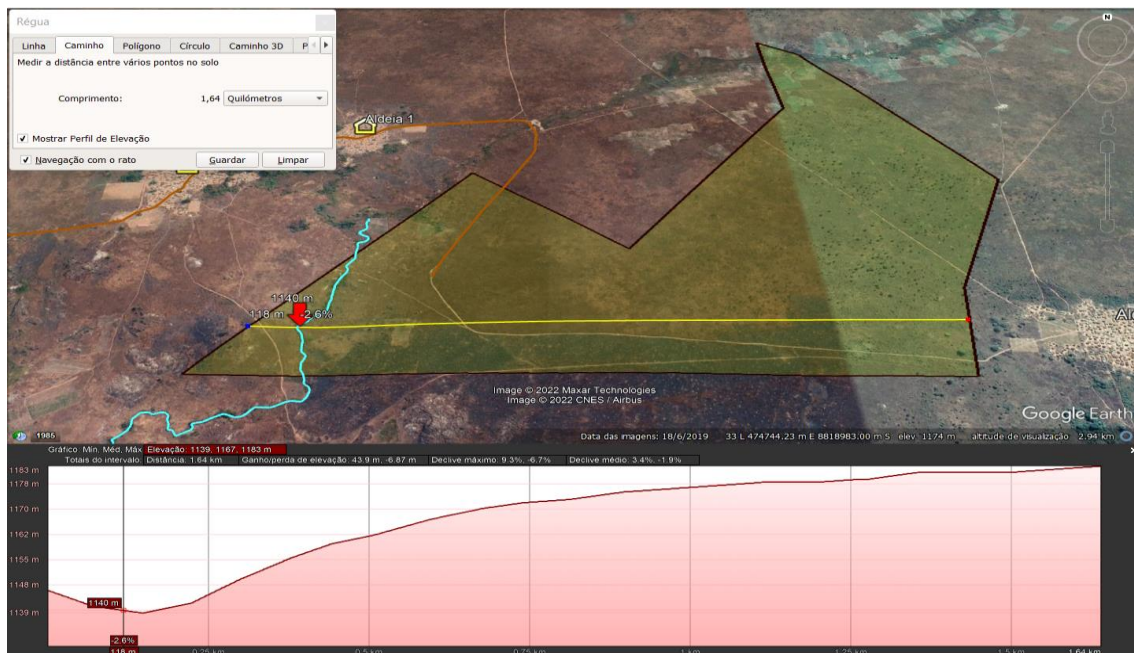 Régua
Linha Caminho Polígono Círculo Caminho 3D P
Medir a distância entre vários pontos no solo
Comprimento: 1,64 Quilómetros
Mostrar Perfil de Elevação
Navegação com o rato Guardar Limpar
Aldeia 1
N
1140 m
118 m -2.6%
Al
Image © 2022 Maxar Technologies
Image © 2022 CNES / Airbus
Google Earth
1985 Data das imagens: 18/6/2019 33 L 474744.23 m E 8818983.00 m S elev 1174 m altitude de visualização 2.94 km
Gráfico: Mín, Méd, Máx Elevação: 1139, 1167, 1183 m
Totais do intervalo: Distância: 1.64 km Ganho/perda de elevação: 43.9 m, -6.87 m Declive máximo: 9.3%, -6.7% Declive médio: 3.4%, -1.9%
1183 m
1178 m
1170 m
1162 m
1155 m
1148 m
1140 m
1139 m
-2.6%
118 m 0.25 km 0.5 km 0.75 km 1 km 1.25 km 1.5 km 1.64 km